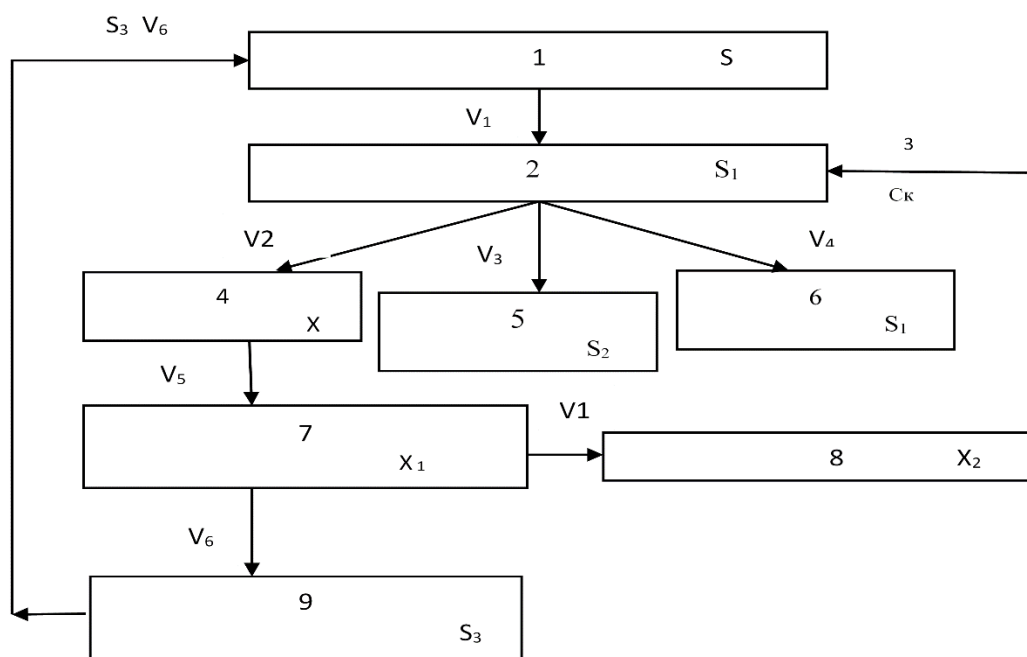 S₃ V₆
1 S
V₁
3
2 S₁
Ск
V2
V₃
V₄
4
X
5
S₂
6
S₁
V₅
V1
7
X₁
8 X₂
V₆
9
S₃